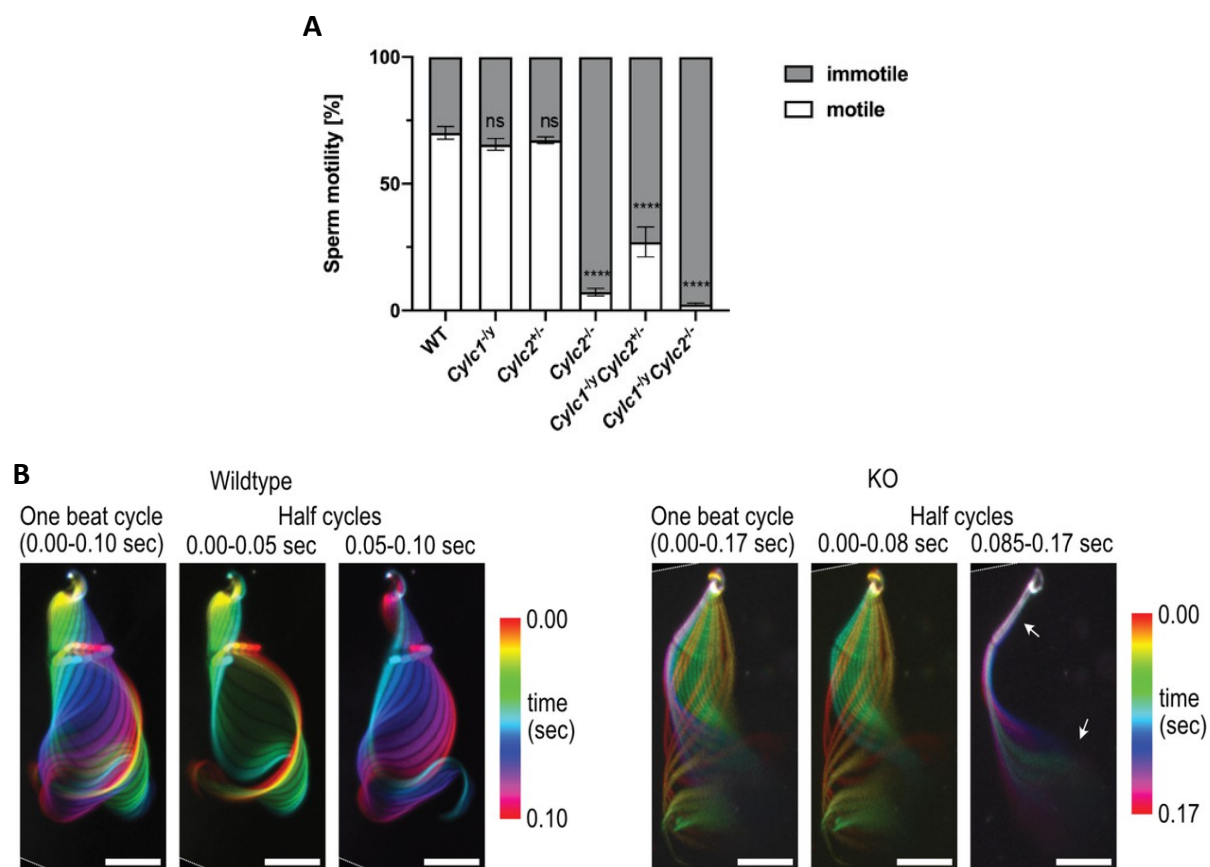 A
100
50
0
Sperm motility [%]
ns
ns
****
****
****
WT
Cylc1-/y
Cylc2+/-
Cylc2-/-
Cylc1-/y Cylc2+/-
Cylc1-/y Cylc2-/-
immotile
motile
B
Wildtype
One beat cycle
(0.00-0.10 sec)
Half cycles
0.00-0.05 sec
0.05-0.10 sec
0.00
time
(sec)
0.10
KO
One beat cycle
(0.00-0.17 sec)
Half cycles
0.00-0.08 sec
0.085-0.17 sec
0.00
time
(sec)
0.17